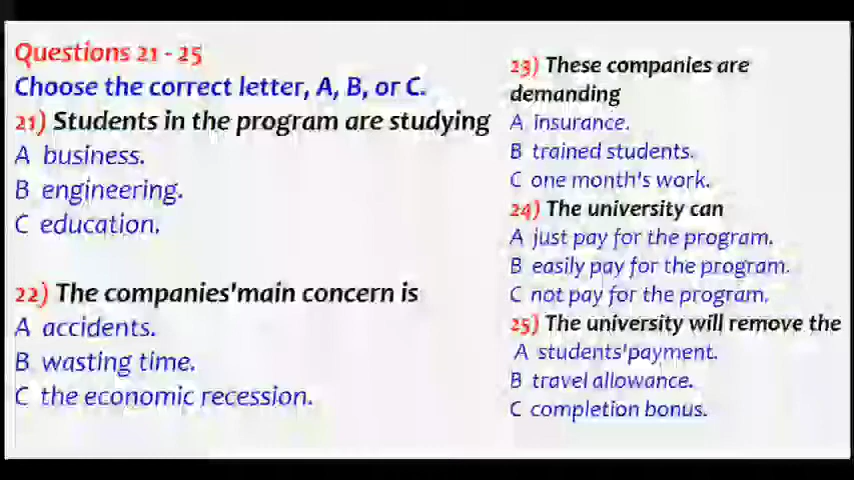 Questions 21 - 25
Choose the correct letter, A, B, or C.
21) Students in the program are studying
A business.
B engineering.
C education.
22) The companies'main concern is
A accidents.
B wasting time.
C the economic recession.
23) These companies are
demanding
A insurance.
B trained students.
C one month's work.
24) The university can
A just pay for the program.
B easily pay for the program.
C not pay for the program.
25) The university will remove the
A students'payment.
B travel allowance.
C completion bonus.